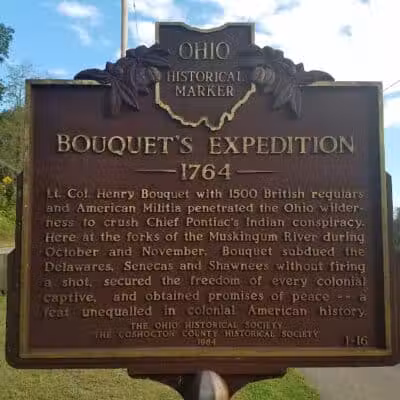 OHIO
HISTORICAL
MARKER
BOUQUET'S EXPEDITION
1764
Lt. Col. Henry Bouquet with 1500 British regulars
and American Militia penetrated the Ohio wilder-
ness to crush Chief Pontiac's Indian conspiracy.
Here at the forks of the Muskingum River during
October and November, Bouquet subdued the
Delawares, Senecas and Shawnees without firing
a shot, secured the freedom of every colonial
captive, and obtained promises of peace -- a
feat unequalled in colonial American history.
THE OHIO HISTORICAL SOCIETY
THE COSHOCTON COUNTY HISTORICAL SOCIETY
1964 1-16